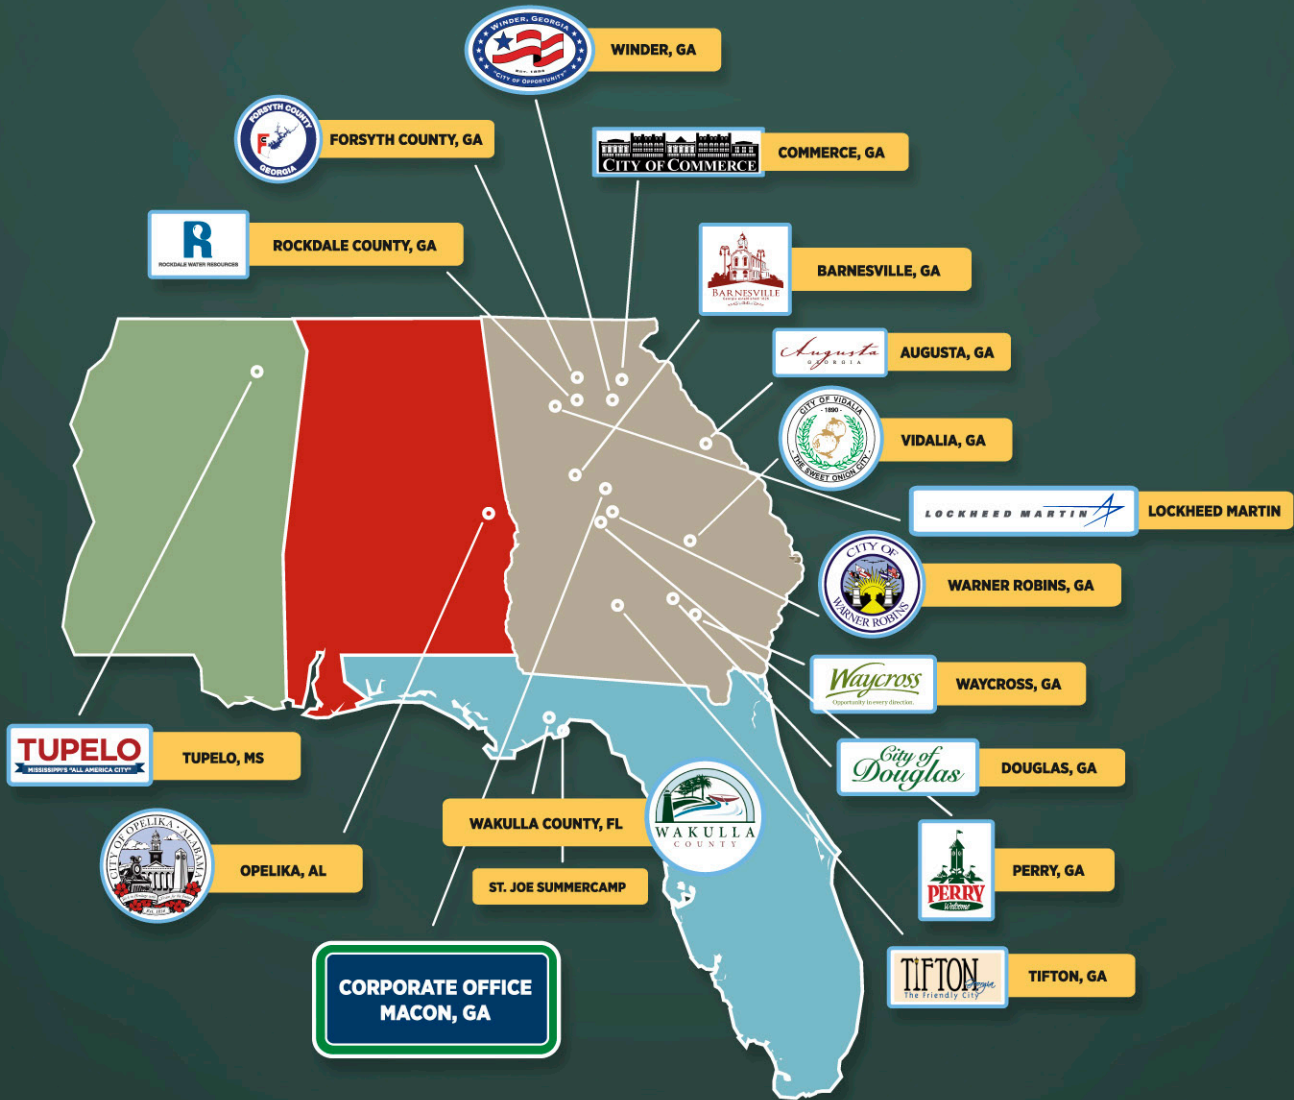 WINDER, GEORGIA
EST. 1893
"CITY OF OPPORTUNITY"
WINDER, GA
FORSYTH COUNTY
GEORGIA
FORSYTH COUNTY, GA
CITY OF COMMERCE
COMMERCE, GA
R
ROCKDALE WATER RESOURCES
ROCKDALE COUNTY, GA
BARNESVILLE
BARNESVILLE, GA
Augusta
GEORGIA
AUGUSTA, GA
CITY OF VIDALIA
- 1890 -
THE SWEET ONION CITY
VIDALIA, GA
LOCKHEED MARTIN
LOCKHEED MARTIN
CITY OF
WARNER ROBINS
WARNER ROBINS, GA
Waycross
Opportunity in every direction.
WAYCROSS, GA
TUPELO
MISSISSIPPI'S "ALL AMERICA CITY"
TUPELO, MS
City of
Douglas
DOUGLAS, GA
WAKULLA COUNTY, FL
WAKULLA
COUNTY
CITY OF OPELIKA · ALABAMA
OPELIKA, AL
ST. JOE SUMMERCAMP
PERRY
Welcome
PERRY, GA
CORPORATE OFFICE
MACON, GA
TIFTON
Georgia
The Friendly City
TIFTON, GA